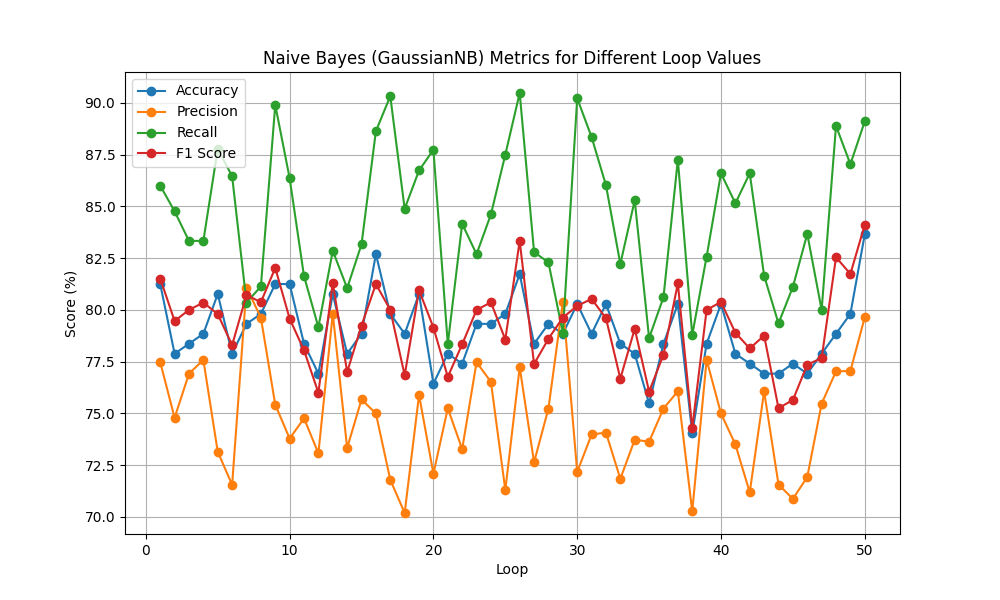 Naive Bayes (GaussianNB) Metrics for Different Loop Values
Accuracy
Precision
Recall
F1 Score
90.0
87.5
85.0
82.5
80.0
77.5
75.0
72.5
70.0
Score (%)
0 10 20 30 40 50
Loop